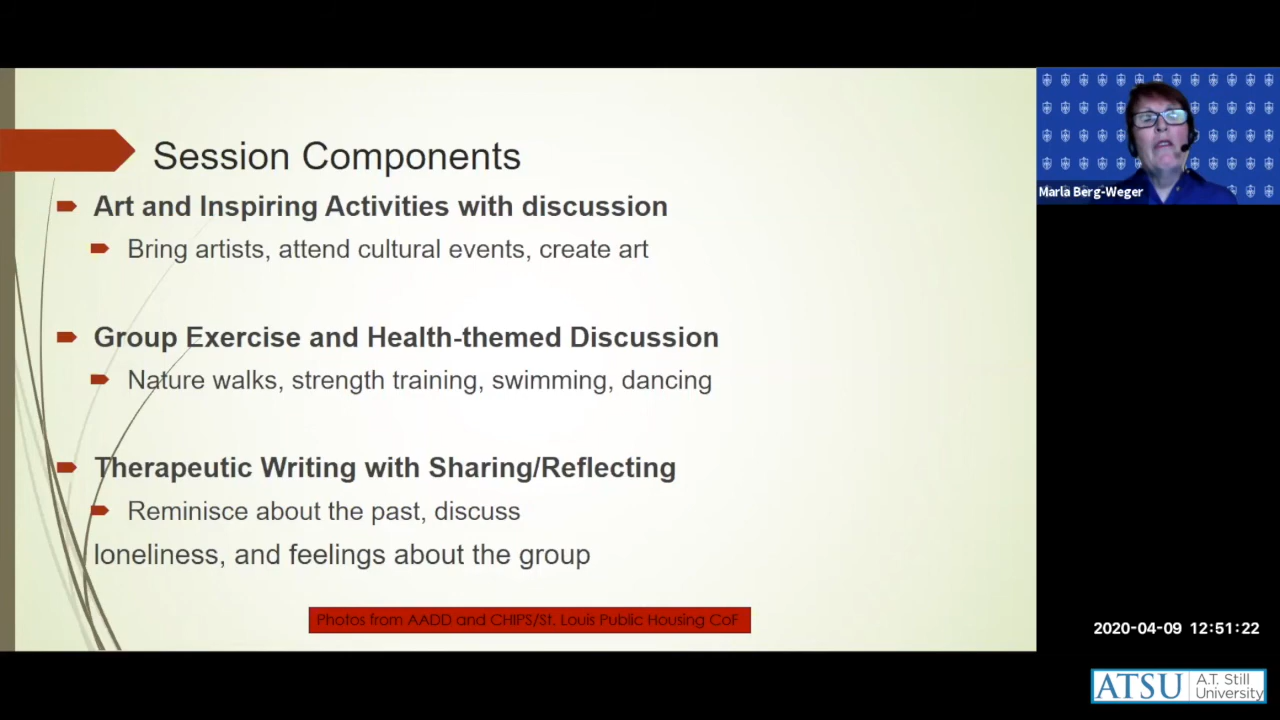 Session Components
Art and Inspiring Activities with discussion
Bring artists, attend cultural events, create art
Group Exercise and Health-themed Discussion
Nature walks, strength training, swimming, dancing
Therapeutic Writing with Sharing/Reflecting
Reminisce about the past, discuss
loneliness, and feelings about the group
Photos from AADD and CHIPS/St. Louis Public Housing CoF
Marla Berg-Weger
2020-04-09 12:51:22
ATSU A.T. Still
University